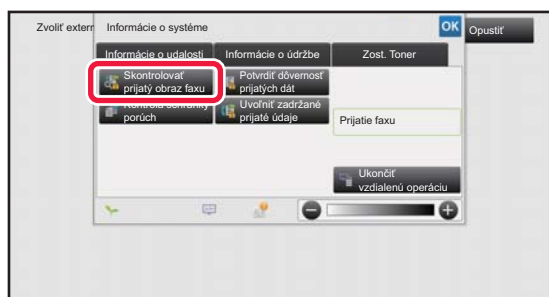 Zvoliť extern
Informácie o systéme
OK
Opustiť
Informácie o udalosti
Informácie o údržbe
Zost. Toner
Skontrolovať
prijatý obraz faxu
Potvrdiť dôvernosť
prijatých dát
Kontrola schránky
porúch
Uvoľniť zadržané
prijaté údaje
Prijatie faxu
Ukončiť
vzdialenú operáciu